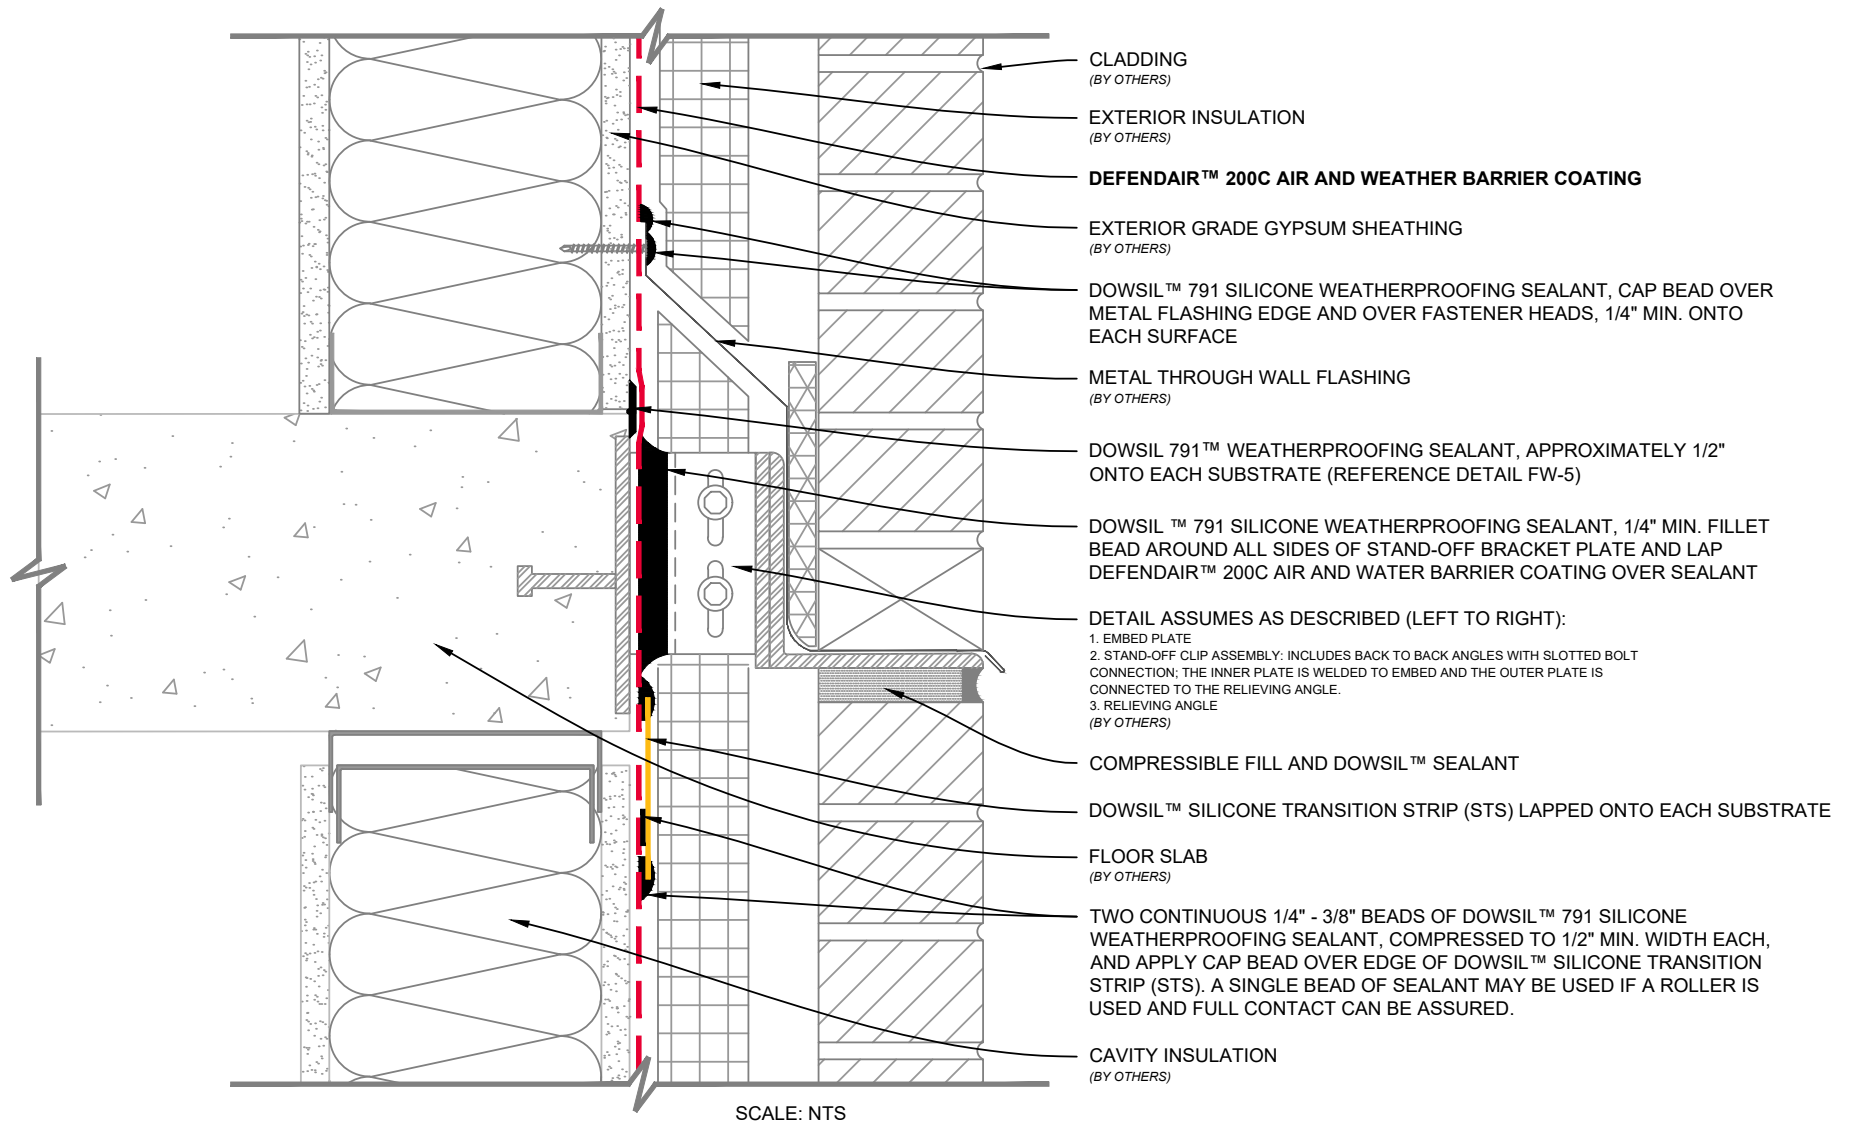 CLADDING
(BY OTHERS)
EXTERIOR INSULATION
(BY OTHERS)
DEFENDAIR™ 200C AIR AND WEATHER BARRIER COATING
EXTERIOR GRADE GYPSUM SHEATHING
(BY OTHERS)
DOWSIL™ 791 SILICONE WEATHERPROOFING SEALANT, CAP BEAD OVER
METAL FLASHING EDGE AND OVER FASTENER HEADS, 1/4" MIN. ONTO
EACH SURFACE
METAL THROUGH WALL FLASHING
(BY OTHERS)
DOWSIL 791™ WEATHERPROOFING SEALANT, APPROXIMATELY 1/2"
ONTO EACH SUBSTRATE (REFERENCE DETAIL FW-5)
DOWSIL ™ 791 SILICONE WEATHERPROOFING SEALANT, 1/4" MIN. FILLET
BEAD AROUND ALL SIDES OF STAND-OFF BRACKET PLATE AND LAP
DEFENDAIR™ 200C AIR AND WATER BARRIER COATING OVER SEALANT
DETAIL ASSUMES AS DESCRIBED (LEFT TO RIGHT):
1. EMBED PLATE
2. STAND-OFF CLIP ASSEMBLY: INCLUDES BACK TO BACK ANGLES WITH SLOTTED BOLT
CONNECTION; THE INNER PLATE IS WELDED TO EMBED AND THE OUTER PLATE IS
CONNECTED TO THE RELIEVING ANGLE.
3. RELIEVING ANGLE
(BY OTHERS)
COMPRESSIBLE FILL AND DOWSIL™ SEALANT
DOWSIL™ SILICONE TRANSITION STRIP (STS) LAPPED ONTO EACH SUBSTRATE
FLOOR SLAB
(BY OTHERS)
TWO CONTINUOUS 1/4" - 3/8" BEADS OF DOWSIL™ 791 SILICONE
WEATHERPROOFING SEALANT, COMPRESSED TO 1/2" MIN. WIDTH EACH,
AND APPLY CAP BEAD OVER EDGE OF DOWSIL™ SILICONE TRANSITION
STRIP (STS). A SINGLE BEAD OF SEALANT MAY BE USED IF A ROLLER IS
USED AND FULL CONTACT CAN BE ASSURED.
CAVITY INSULATION
(BY OTHERS)
SCALE: NTS